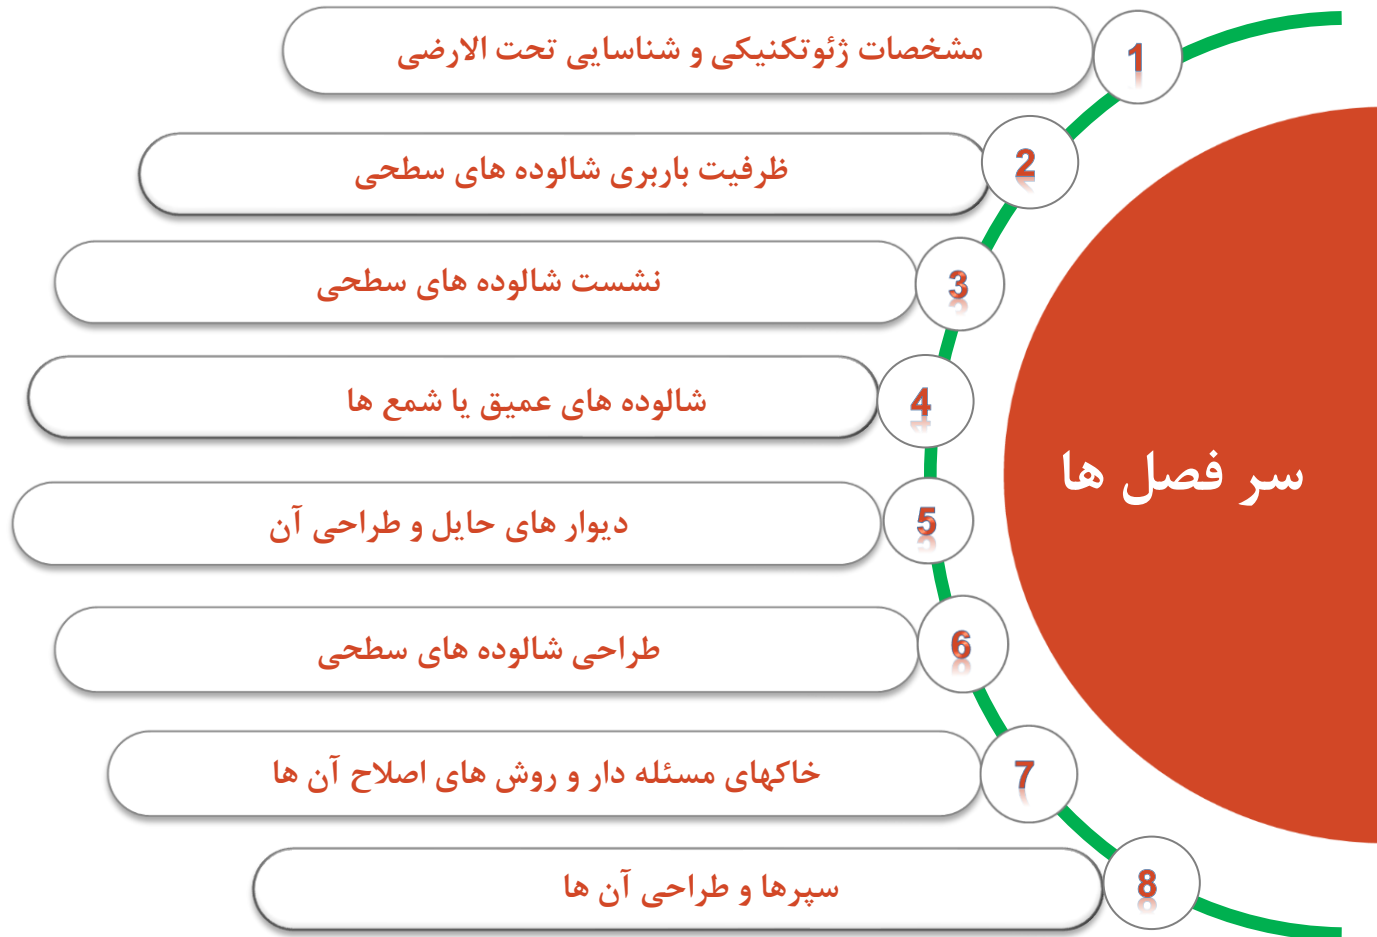 سر فصل ها
1 مشخصات ژئوتکنیکی و شناسایی تحت الارضی
2 ظرفیت باربری شالوده های سطحی
3 نشست شالوده های سطحی
4 شالوده های عمیق یا شمع ها
5 دیوار های حایل و طراحی آن
6 طراحی شالوده های سطحی
7 خاکهای مسئله دار و روش های اصلاح آن ها
8 سپرها و طراحی آن ها